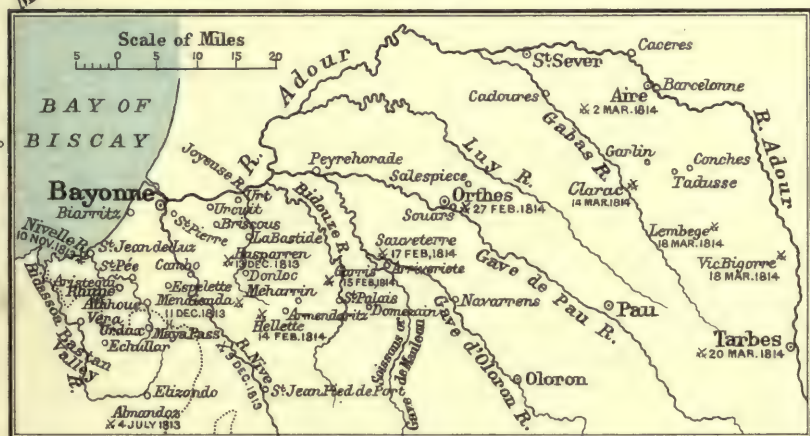 Scale of Miles
10 5 0 5 10 15 20
BAY OF
BISCAY
Adour
R.
St. Sever
Caceres
Aire
Barcelonne
2 MAR. 1814
Cadoures
Gabas R.
R. Adour
Luy R.
Garlin
Conches
Tadusse
Clarac
14 MAR. 1814
Lembege
18 MAR. 1814
Vic Bigorre
18 MAR. 1814
Joyeuse R.
Peyrehorade
Salespiece
Orthes
27 FEB. 1814
Souars
Bayonne
Biarritz
St. Pierre
Urt
Urcuit
Briscous
La Bastide
Bidouze R.
Sauveterre
17 FEB. 1814
Arriveriste
Nivelle R.
10 NOV. 1813
St. Jean de Luz
St. Pée
Hasparren
13 DEC. 1813
Cambo
Donloc
Garris
15 FEB. 1814
St. Palais
Domezain
Navarrens
Gave de Pau R.
Pau
Tarbes
20 MAR. 1814
Espelette
Mendionda
11 DEC. 1813
Meharrin
Armendaritz
Hellette
14 FEB. 1814
Vera
Urdax
Maya Pass
Echullar
Bidassoa R.
Bastan
Valley
R. Nive
9 DEC. 1813
Gave d'Oloron R.
Oloron
St. Jean Pied de Port
Elizondo
Almandoz
4 JULY 1813